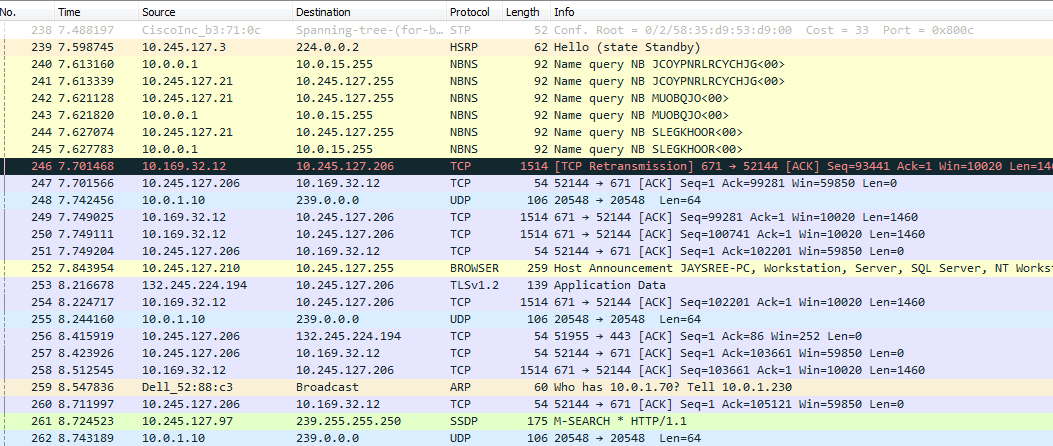 No. Time Source Destination Protocol Length Info
238 7.488197 CiscoInc_b3:71:0c Spanning-tree-(for-b… STP 52 Conf. Root = 0/2/58:35:d9:53:d9:00 Cost = 33 Port = 0x800c
239 7.598745 10.245.127.3 224.0.0.2 HSRP 62 Hello (state Standby)
240 7.613160 10.0.0.1 10.0.15.255 NBNS 92 Name query NB JCOYPNRLRCYCHJG<00>
241 7.613339 10.245.127.21 10.245.127.255 NBNS 92 Name query NB JCOYPNRLRCYCHJG<00>
242 7.621128 10.245.127.21 10.245.127.255 NBNS 92 Name query NB MUOBQJO<00>
243 7.621820 10.0.0.1 10.0.15.255 NBNS 92 Name query NB MUOBQJO<00>
244 7.627074 10.245.127.21 10.245.127.255 NBNS 92 Name query NB SLEGKHOOR<00>
245 7.627783 10.0.0.1 10.0.15.255 NBNS 92 Name query NB SLEGKHOOR<00>
246 7.701468 10.169.32.12 10.245.127.206 TCP 1514 [TCP Retransmission] 671 → 52144 [ACK] Seq=93441 Ack=1 Win=10020 Len=146
247 7.701566 10.245.127.206 10.169.32.12 TCP 54 52144 → 671 [ACK] Seq=1 Ack=99281 Win=59850 Len=0
248 7.742456 10.0.1.10 239.0.0.0 UDP 106 20548 → 20548 Len=64
249 7.749025 10.169.32.12 10.245.127.206 TCP 1514 671 → 52144 [ACK] Seq=99281 Ack=1 Win=10020 Len=1460
250 7.749111 10.169.32.12 10.245.127.206 TCP 1514 671 → 52144 [ACK] Seq=100741 Ack=1 Win=10020 Len=1460
251 7.749204 10.245.127.206 10.169.32.12 TCP 54 52144 → 671 [ACK] Seq=1 Ack=102201 Win=59850 Len=0
252 7.843954 10.245.127.210 10.245.127.255 BROWSER 259 Host Announcement JAYSREE-PC, Workstation, Server, SQL Server, NT Workst
253 8.216678 132.245.224.194 10.245.127.206 TLSv1.2 139 Application Data
254 8.224717 10.169.32.12 10.245.127.206 TCP 1514 671 → 52144 [ACK] Seq=102201 Ack=1 Win=10020 Len=1460
255 8.244160 10.0.1.10 239.0.0.0 UDP 106 20548 → 20548 Len=64
256 8.415919 10.245.127.206 132.245.224.194 TCP 54 51955 → 443 [ACK] Seq=1 Ack=86 Win=252 Len=0
257 8.423926 10.245.127.206 10.169.32.12 TCP 54 52144 → 671 [ACK] Seq=1 Ack=103661 Win=59850 Len=0
258 8.512545 10.169.32.12 10.245.127.206 TCP 1514 671 → 52144 [ACK] Seq=103661 Ack=1 Win=10020 Len=1460
259 8.547836 Dell_52:88:c3 Broadcast ARP 60 Who has 10.0.1.70? Tell 10.0.1.230
260 8.711997 10.245.127.206 10.169.32.12 TCP 54 52144 → 671 [ACK] Seq=1 Ack=105121 Win=59850 Len=0
261 8.724523 10.245.127.97 239.255.255.250 SSDP 175 M-SEARCH * HTTP/1.1
262 8.743189 10.0.1.10 239.0.0.0 UDP 106 20548 → 20548 Len=64